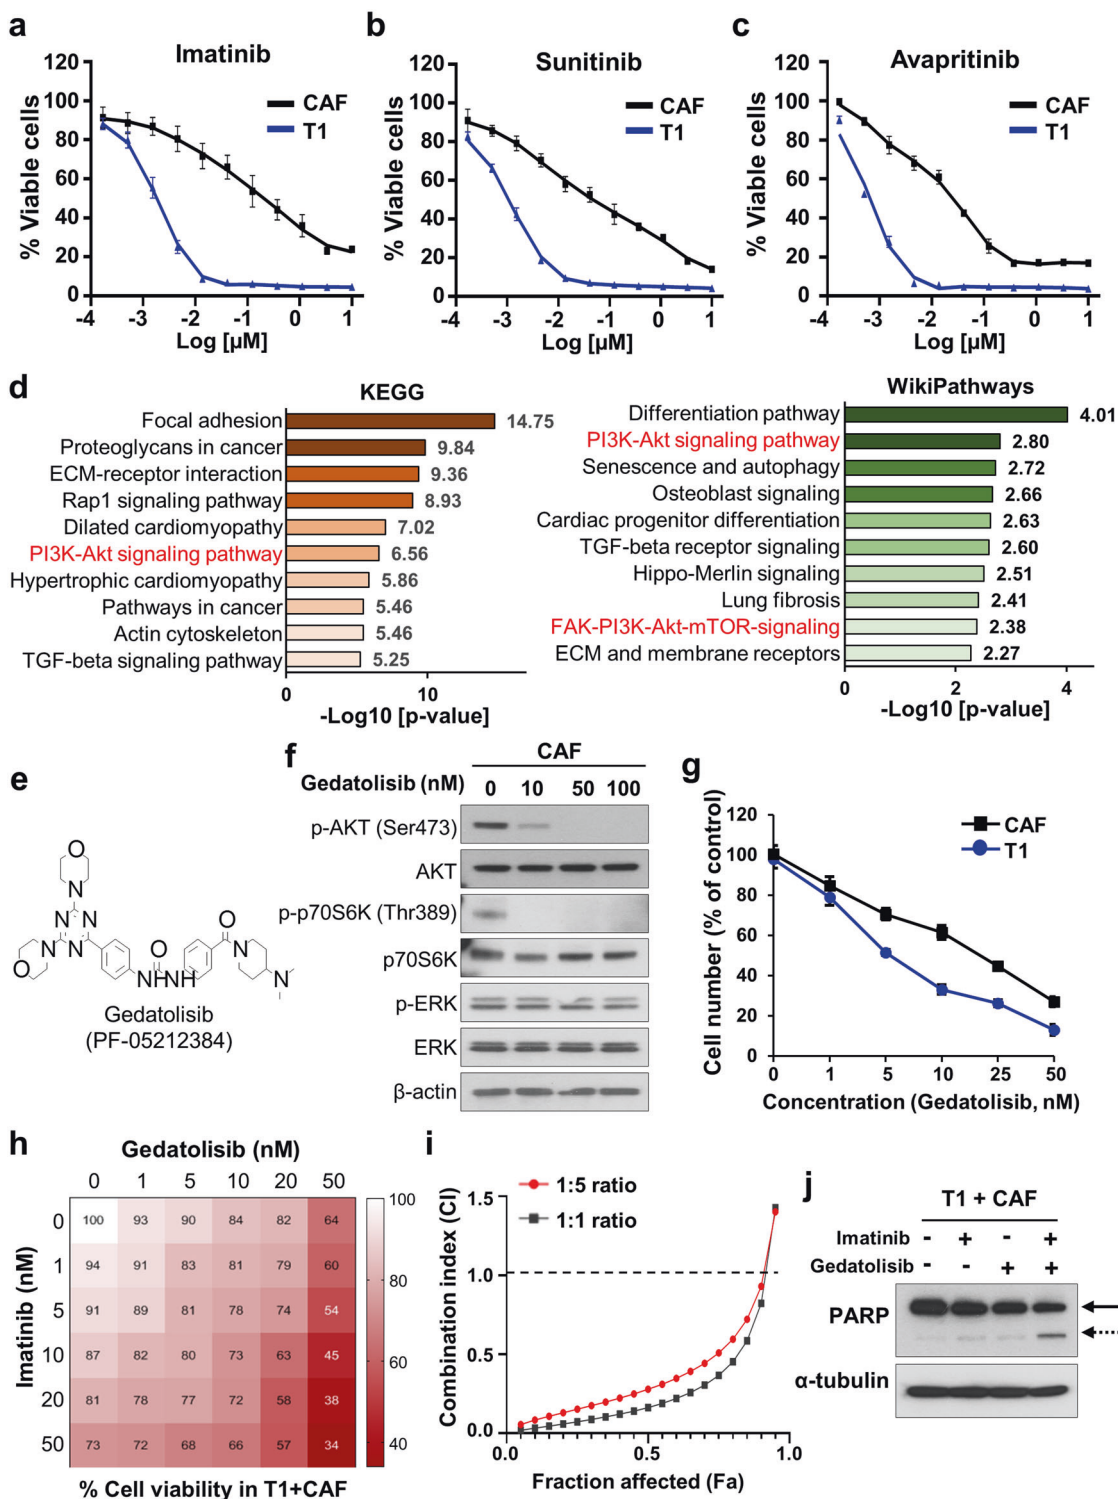 a
Imatinib
120
100
80
60
40
20
0
% Viable cells
CAF
T1
-4 -3 -2 -1 0 1
Log [µM]
b
Sunitinib
120
100
80
60
40
20
0
% Viable cells
CAF
T1
-4 -3 -2 -1 0 1
Log [µM]
c
Avapritinib
120
100
80
60
40
20
0
% Viable cells
CAF
T1
-4 -3 -2 -1 0 1
Log [µM]
d
KEGG
Focal adhesion 14.75
Proteoglycans in cancer 9.84
ECM-receptor interaction 9.36
Rap1 signaling pathway 8.93
Dilated cardiomyopathy 7.02
PI3K-Akt signaling pathway 6.56
Hypertrophic cardiomyopathy 5.86
Pathways in cancer 5.46
Actin cytoskeleton 5.46
TGF-beta signaling pathway 5.25
0 10
-Log10 [p-value]
WikiPathways
Differentiation pathway 4.01
PI3K-Akt signaling pathway 2.80
Senescence and autophagy 2.72
Osteoblast signaling 2.66
Cardiac progenitor differentiation 2.63
TGF-beta receptor signaling 2.60
Hippo-Merlin signaling 2.51
Lung fibrosis 2.41
FAK-PI3K-Akt-mTOR-signaling 2.38
ECM and membrane receptors 2.27
0 2 4
-Log10 [p-value]
e
O
N
N N
N N
O
O
NH NH
O
N
N
Gedatolisib
(PF-05212384)
f
CAF
Gedatolisib (nM) 0 10 50 100
p-AKT (Ser473)
AKT
p-p70S6K (Thr389)
p70S6K
p-ERK
ERK
β-actin
g
120
100
80
60
40
20
0
Cell number (% of control)
CAF
T1
0 1 5 10 25 50
Concentration (Gedatolisib, nM)
h
Gedatolisib (nM)
0 1 5 10 20 50
Imatinib (nM)
0 100 93 90 84 82 64
1 94 91 83 81 79 60
5 91 89 81 78 74 54
10 87 82 80 73 63 45
20 81 78 77 72 58 38
50 73 72 68 66 57 34
100
80
60
40
% Cell viability in T1+CAF
i
1.5
1.0
0.5
0.0
Combination index (CI)
1:5 ratio
1:1 ratio
0.0 0.5 1.0
Fraction affected (Fa)
j
T1 + CAF
Imatinib - + - +
Gedatolisib - - + +
PARP
α-tubulin